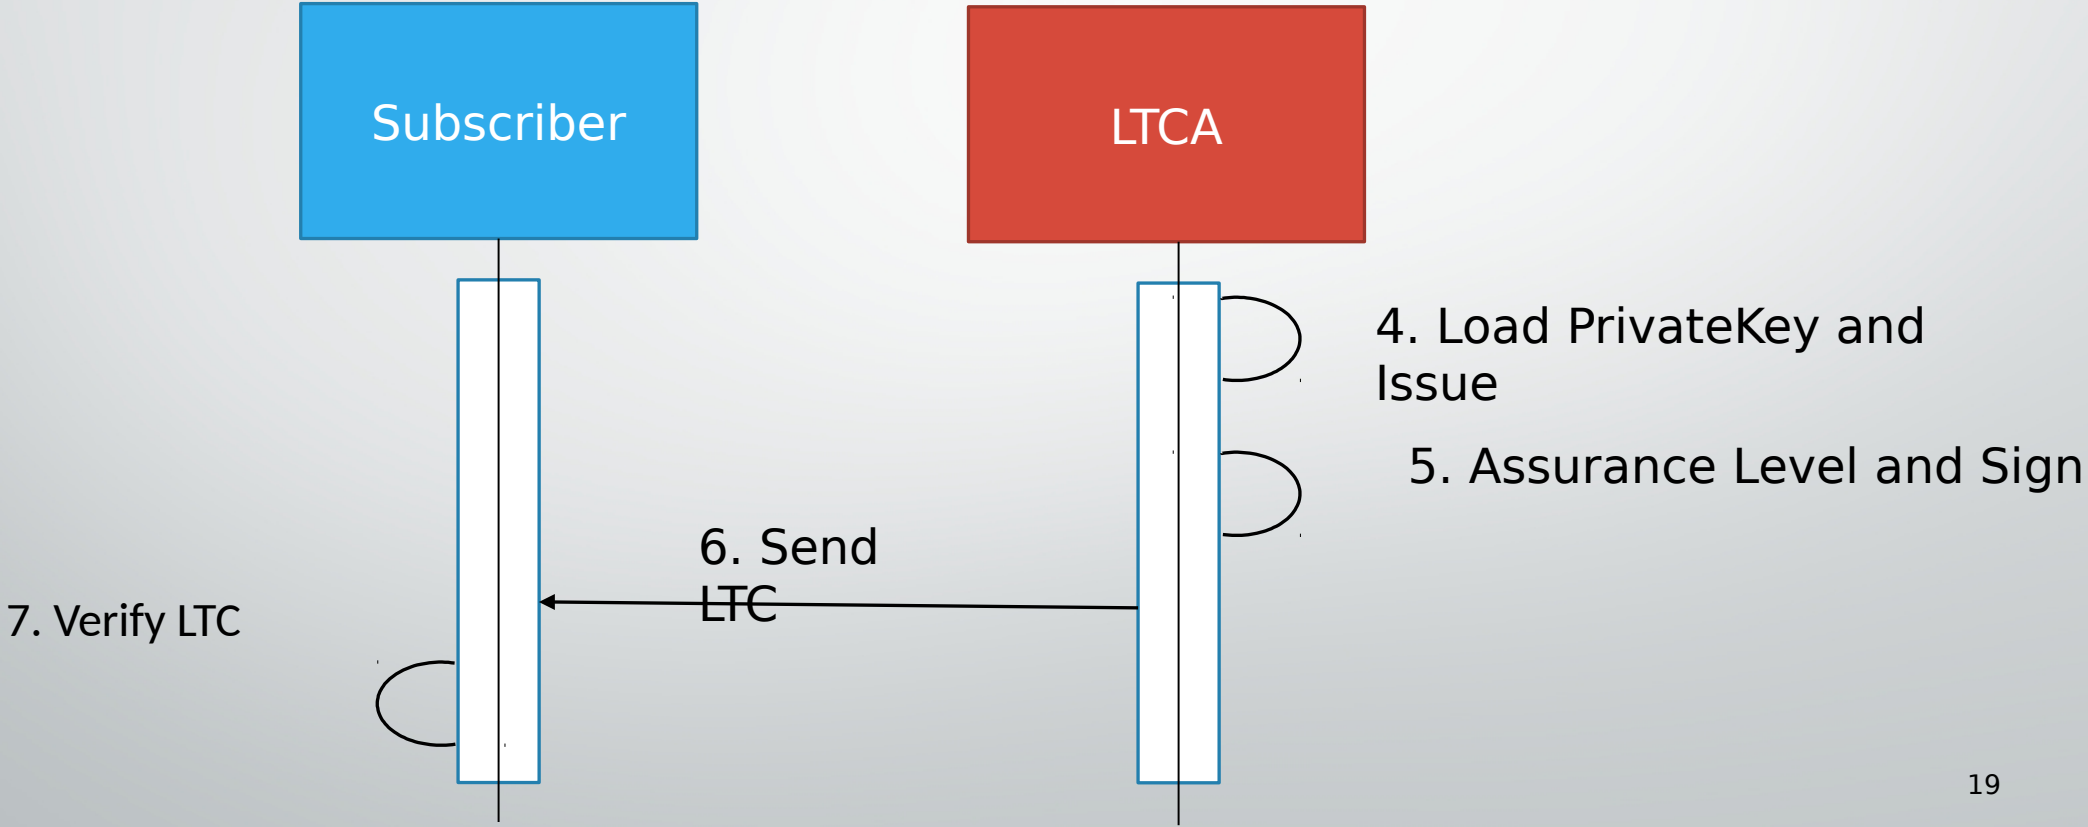 Subscriber
LTCA
4. Load PrivateKey and
Issue
5. Assurance Level and Sign
6. Send
LTC
7. Verify LTC
19